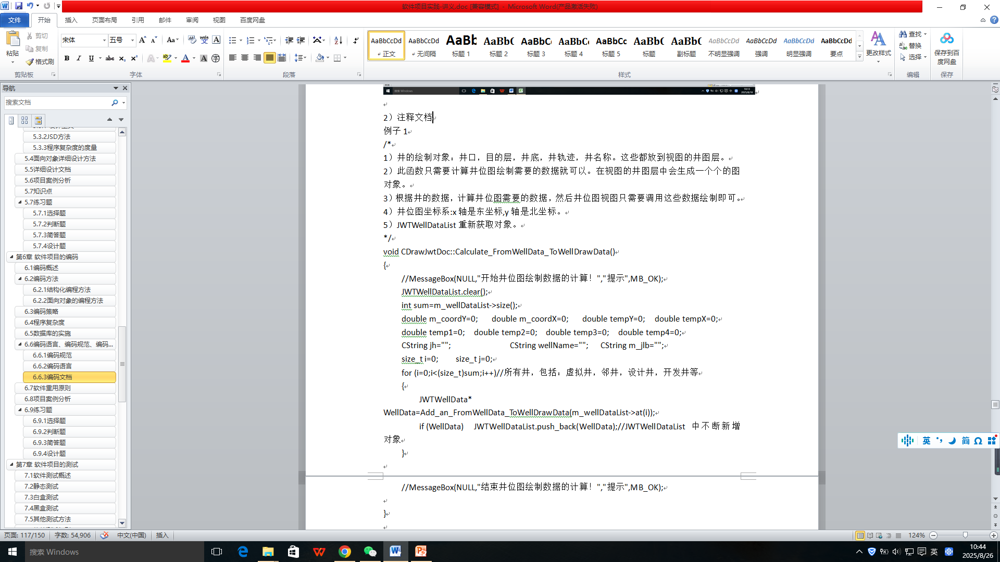 软件项目实践-讲义.doc [兼容模式] - Microsoft Word(产品激活失败)
文件 开始 插入 页面布局 引用 邮件 审阅 视图 百度网盘
粘贴 剪切 复制 格式刷 剪贴板
宋体 五号 字体
段落
AaBbCcDd 正文
AaBbCcDd 无间隔
AaBb 标题 1
AaBbC 标题 2
AaBbCc 标题 3
AaBbCc 标题 4
AaBbCc 标题 5
AaBbC 标题
AaBbC 副标题
AaBbCcDd 不明显强调
AaBbCcDd 强调
AaBbCcDd 明显强调
AaBbCcDd 要点
样式
更改样式
查找 替换 选择 编辑
保存到百度网盘 保存
导航
搜索文档
5.3.2JSD方法
5.3.3程序复杂度的度量
5.4面向对象详细设计方法
5.5详细设计文档
5.6项目案例分析
5.7知识点
5.7练习题
5.7.1选择题
5.7.2判断题
5.7.3简答题
5.7.4设计题
第6章 软件项目的编码
6.1编码概述
6.2编码方法
6.2.1结构化编程方法
6.2.2面向对象的编程方法
6.3编码策略
6.4程序复杂度
6.5数据库的实施
6.6编码语言、编码规范、编码...
6.6.1编码规范
6.6.2编码语言
6.6.3编码文档
6.7软件重用原则
6.8项目案例分析
6.9练习题
6.9.1选择题
6.9.2判断题
6.9.3简答题
6.9.4设计题
第7章 软件项目的测试
7.1软件测试概述
7.2静态测试
7.3白盒测试
7.4黑盒测试
7.5其他测试方法
搜索 Windows
10:13
2025/8/18
2）注释文档
例子 1
/*
1）井的绘制对象：井口，目的层，井底，井轨迹，井名称。这些都放到视图的井图层。
2）此函数只需要计算井位图绘制需要的数据就可以。在视图的井图层中会生成一个个的图
对象。
3）根据井的数据，计算井位图需要的数据，然后井位图视图只需要调用这些数据绘制即可。
4）井位图坐标系:x 轴是东坐标,y 轴是北坐标。
5）JWTWellDataList 重新获取对象。
*/
void CDrawJwtDoc::Calculate_FromWellData_ToWellDrawData()
{
//MessageBox(NULL,"开始井位图绘制数据的计算！","提示",MB_OK);
JWTWellDataList.clear();
int sum=m_wellDataList->size();
double m_coordY=0; double m_coordX=0; double tempY=0; double tempX=0;
double temp1=0; double temp2=0; double temp3=0; double temp4=0;
CString jh=""; CString wellName=""; CString m_jlb="";
size_t i=0; size_t j=0;
for (i=0;i<(size_t)sum;i++)//所有井，包括：虚拟井，邻井，设计井，开发井等
{
JWTWellData*
WellData=Add_an_FromWellData_ToWellDrawData(m_wellDataList->at(i));
if (WellData) JWTWellDataList.push_back(WellData);//JWTWellDataList 中不断新增
对象
}
//MessageBox(NULL,"结束井位图绘制数据的计算！","提示",MB_OK);
}
英 简
页面: 117/150 字数: 54,906 中文(中国) 插入 124%
搜索 Windows
英
10:44
2025/8/26